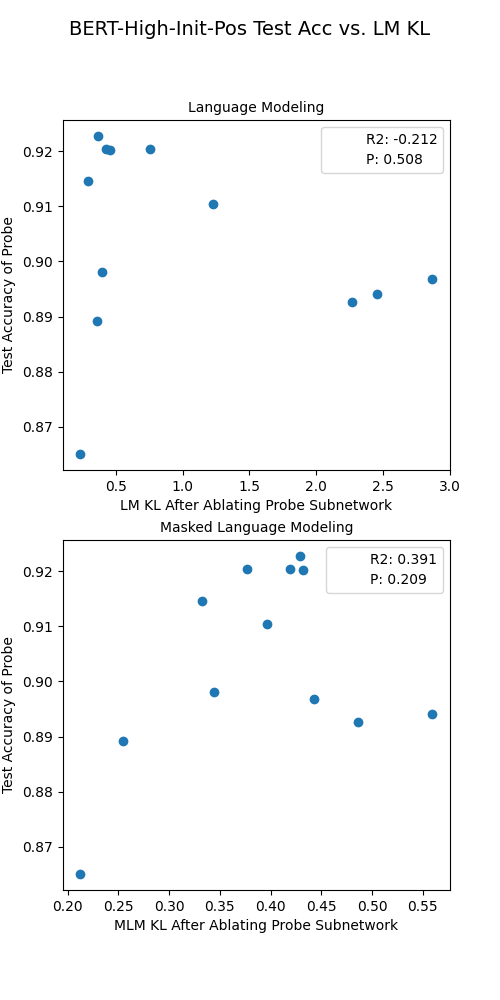 BERT-High-Init-Pos Test Acc vs. LM KL
Language Modeling
R2: -0.212
P: 0.508
0.92
0.91
0.90
0.89
0.88
0.87
Test Accuracy of Probe
0.5 1.0 1.5 2.0 2.5 3.0
LM KL After Ablating Probe Subnetwork
Masked Language Modeling
R2: 0.391
P: 0.209
0.92
0.91
0.90
0.89
0.88
0.87
Test Accuracy of Probe
0.20 0.25 0.30 0.35 0.40 0.45 0.50 0.55
MLM KL After Ablating Probe Subnetwork